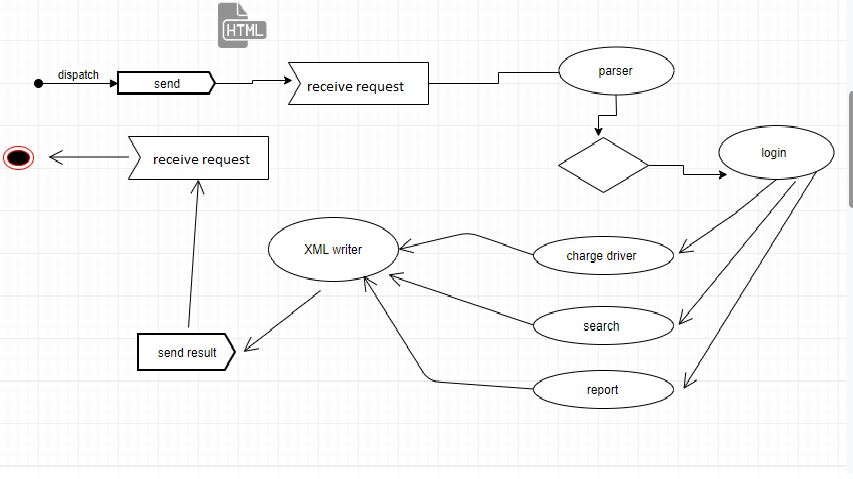 HTML
dispatch
send
receive request
parser
receive request
login
XML writer
charge driver
search
send result
report